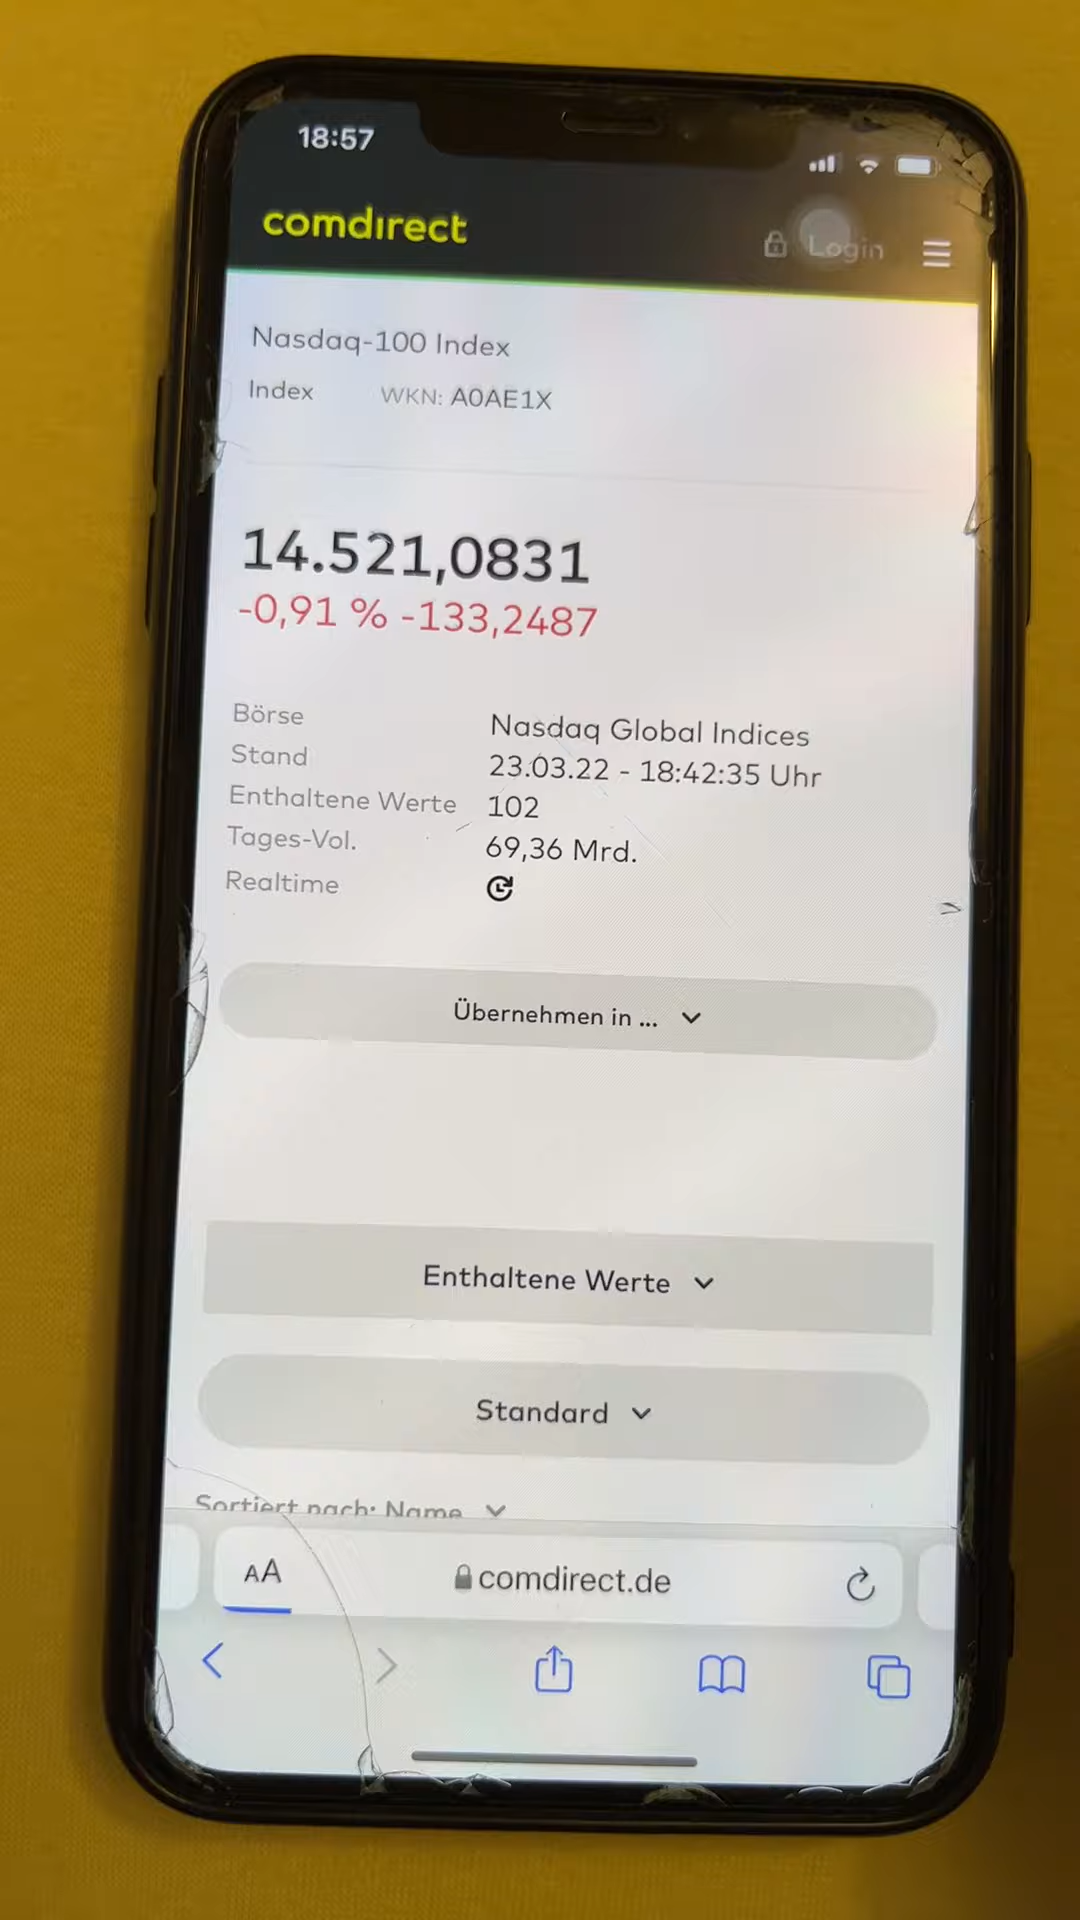 18:57
comdirect
Login
Nasdaq-100 Index
Index WKN: A0AE1X
14.521,0831
-0,91 % -133,2487
Börse Nasdaq Global Indices
Stand 23.03.22 - 18:42:35 Uhr
Enthaltene Werte 102
Tages-Vol. 69,36 Mrd.
Realtime
Übernehmen in ...
Enthaltene Werte
Standard
Sortiert nach: Name
AA comdirect.de